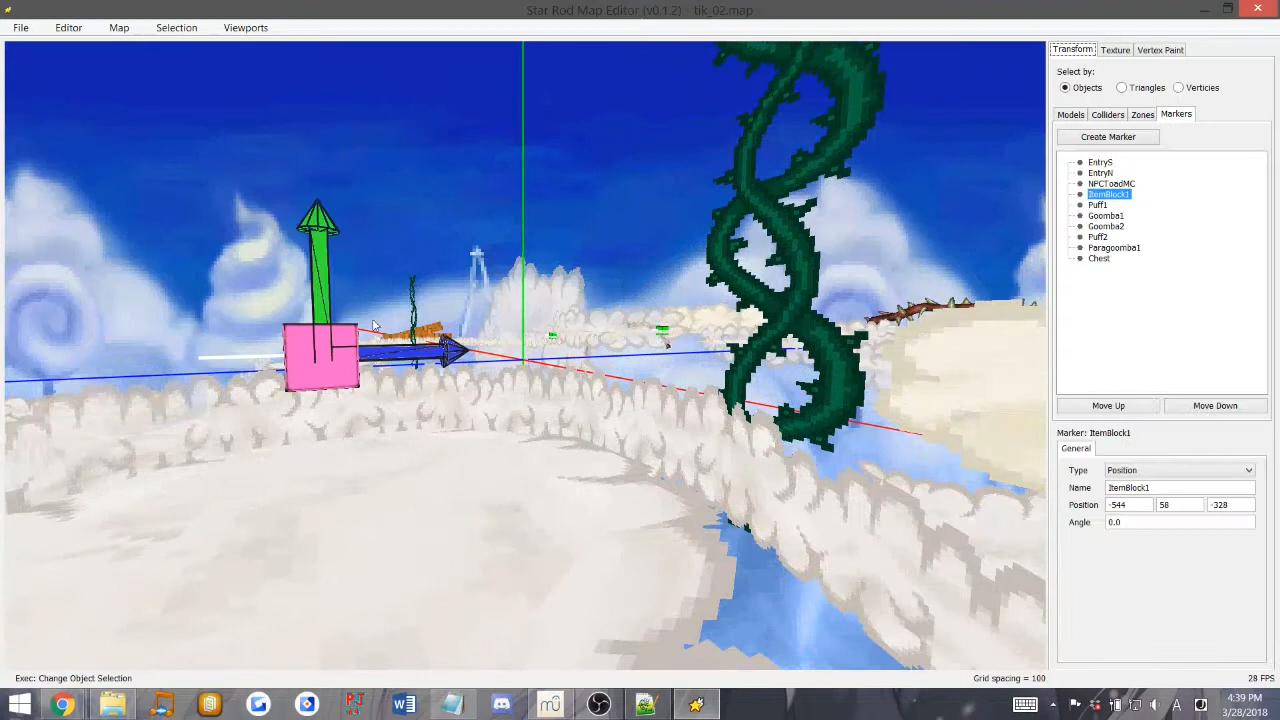 Star Rod Map Editor (v0.1.2) - tik_02.map
File Editor Map Selection Viewports
Transform Texture Vertex Paint
Select by:
Objects Triangles Verticies
Models Colliders Zones Markers
Create Marker
EntryS
EntryN
NPCToadMC
ItemBlock1
Puff1
Goomba1
Goomba2
Puff2
Paragoomba1
Chest
Move Up Move Down
Marker: ItemBlock1
General
Type Position
Name ItemBlock1
Position -544 58 -328
Angle 0.0
Exec: Change Object Selection Grid spacing = 100 28 FPS
4:39 PM
3/23/2018